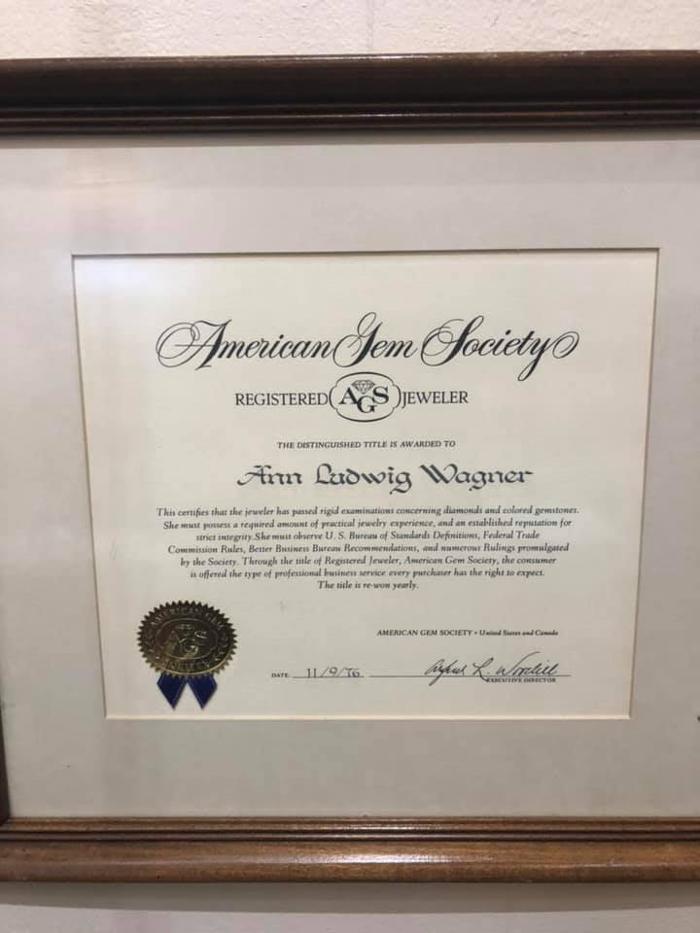 American Gem Society
REGISTERED AGS JEWELER
THE DISTINGUISHED TITLE IS AWARDED TO
Ann Ludwig Wagner
This certifies that the jeweler has passed rigid examinations concerning diamonds and colored gemstones.
She must possess a required amount of practical jewelry experience, and an established reputation for
strict integrity. She must observe U. S. Bureau of Standards Definitions, Federal Trade
Commission Rules, Better Business Bureau Recommendations, and numerous Rulings promulgated
by the Society. Through the title of Registered Jeweler, American Gem Society, the consumer
is offered the type of professional business service every purchaser has the right to expect.
The title is re-won yearly.
AMERICAN GEM SOCIETY • United States and Canada
AMERICAN GEM
AGS
SOCIETY
DATE 11/9/76
EXECUTIVE DIRECTOR